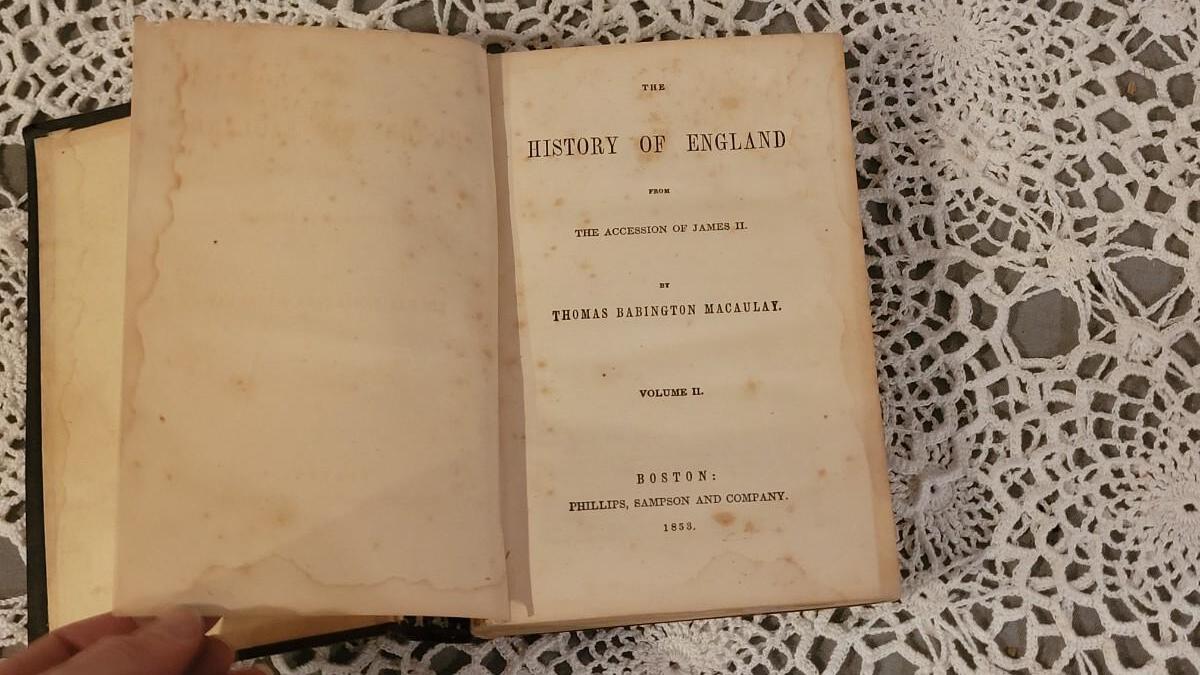 THE
HISTORY OF ENGLAND
FROM
THE ACCESSION OF JAMES II.
BY
THOMAS BABINGTON MACAULAY.
VOLUME II.
BOSTON:
PHILLIPS, SAMPSON AND COMPANY.
1853.